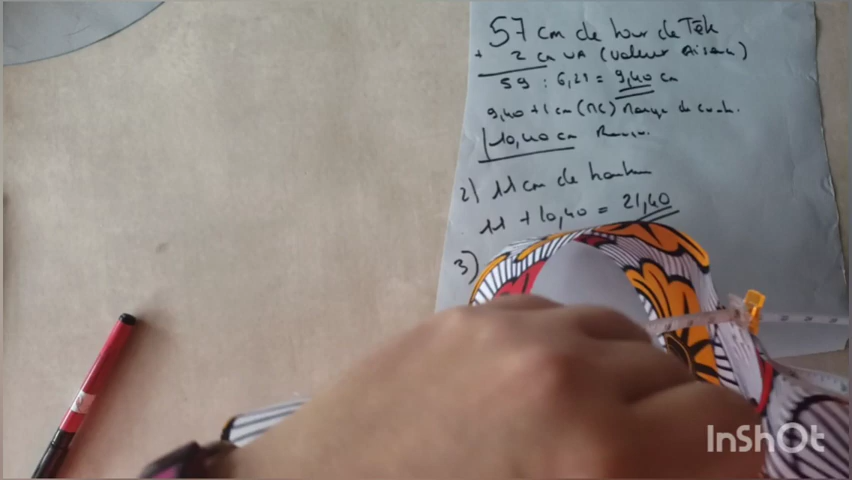 57 cm de tour de Tête
+ 2 cm VA (Valeur Aisance)
59 : 6,29 = 9,40 cm
9,40 + 1 cm (MC) Marge de cout.
10,40 cm Rayon.
2) 11 cm de hauteur
11 + 10,40 = 21,40
3)
InShOt